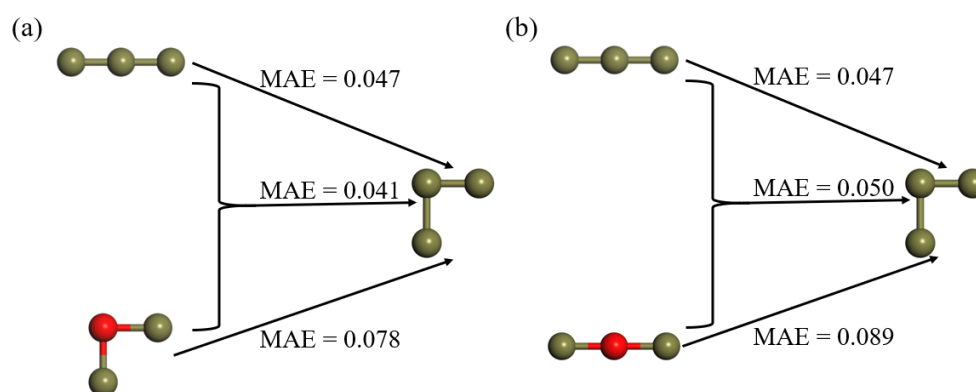 (a)
MAE = 0.047
MAE = 0.041
MAE = 0.078
(b)
MAE = 0.047
MAE = 0.050
MAE = 0.089